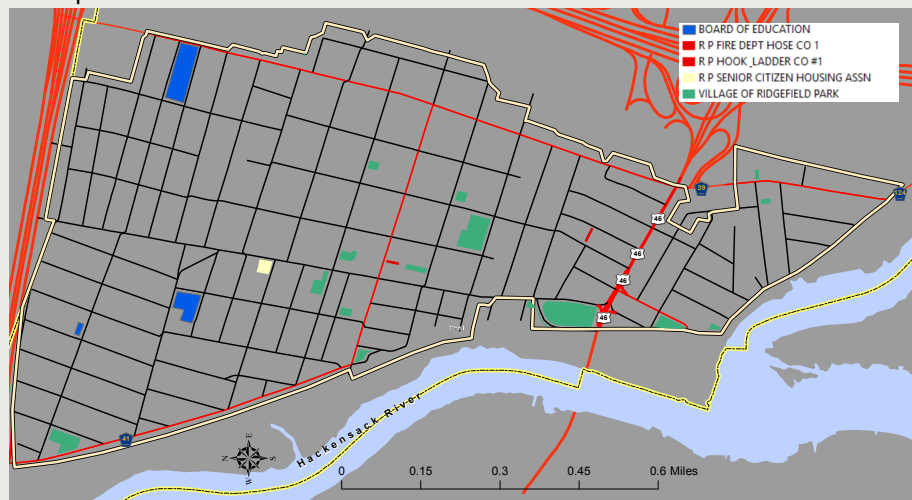 BOARD OF EDUCATION
R P FIRE DEPT HOSE CO 1
R P HOOK_LADDER CO #1
R P SENIOR CITIZEN HOUSING ASSN
VILLAGE OF RIDGEFIELD PARK
39
124
46
46
46
46
41
Hackensack River
E
N
S
W
0
0.15
0.3
0.45
0.6 Miles